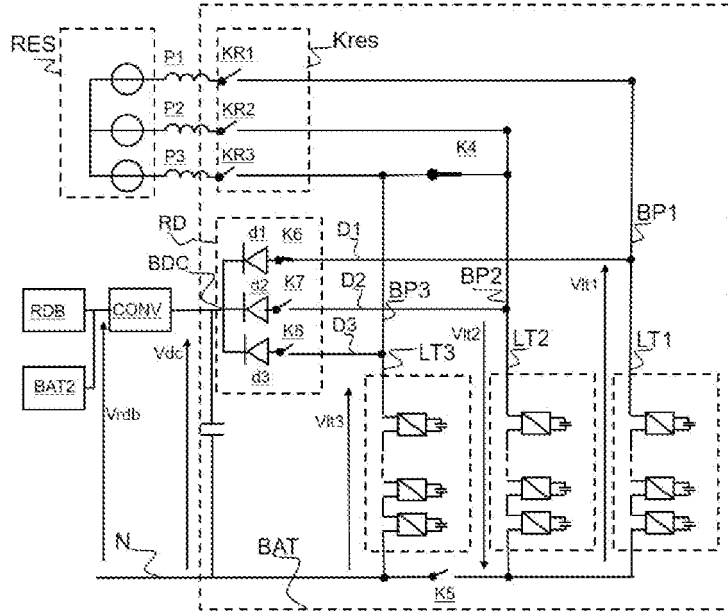 RES
P1
KR1
Kres
P2
KR2
P3
KR3
K4
RD
d1
K6
D1
BP1
BDC
d2
K7
D2
BP3
BP2
RDB
CONV
K8
D3
Vlt1
Vlt2
LT3
LT2
LT1
d3
BAT2
Vdc
Vrdb
Vlt3
N
BAT
K5